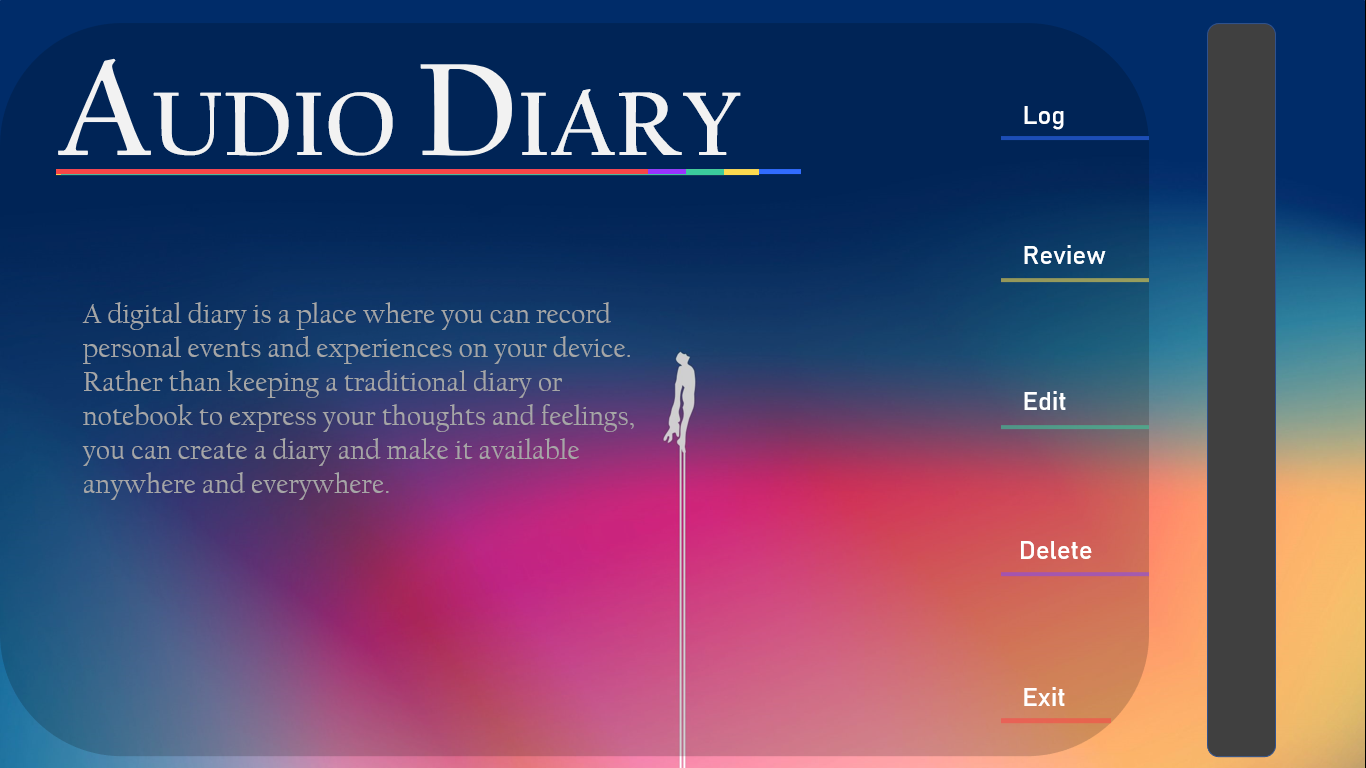 AUDIO DIARY
Log
Review
A digital diary is a place where you can record
personal events and experiences on your device.
Rather than keeping a traditional diary or
notebook to express your thoughts and feelings,
you can create a diary and make it available
anywhere and everywhere.
Edit
Delete
Exit